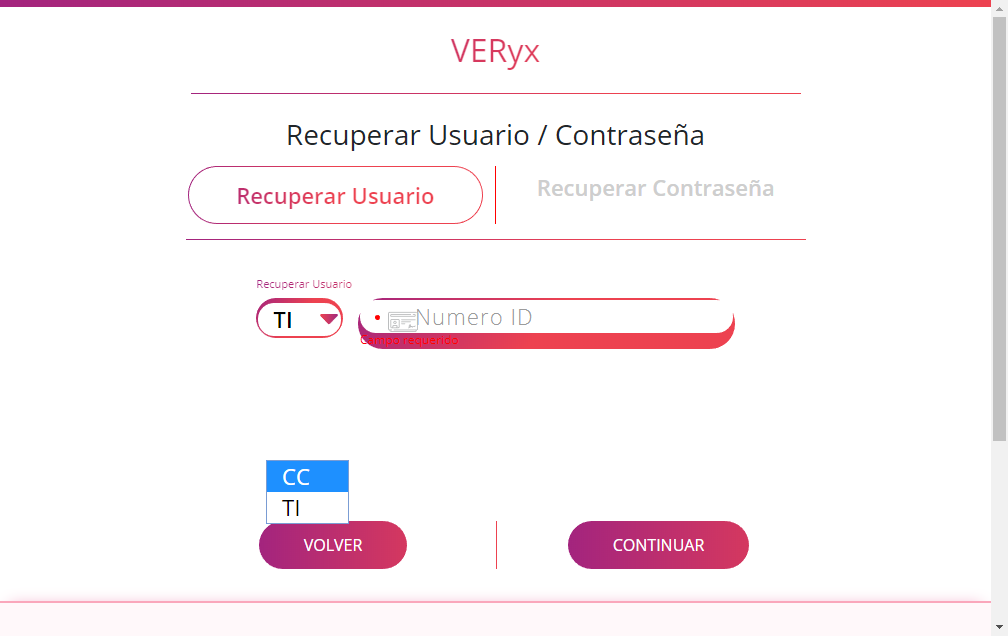 VERyx
Recuperar Usuario / Contraseña
Recuperar Usuario
Recuperar Contraseña
Recuperar Usuario
TI
Numero ID
Campo requerido
CC
TI
VOLVER
CONTINUAR